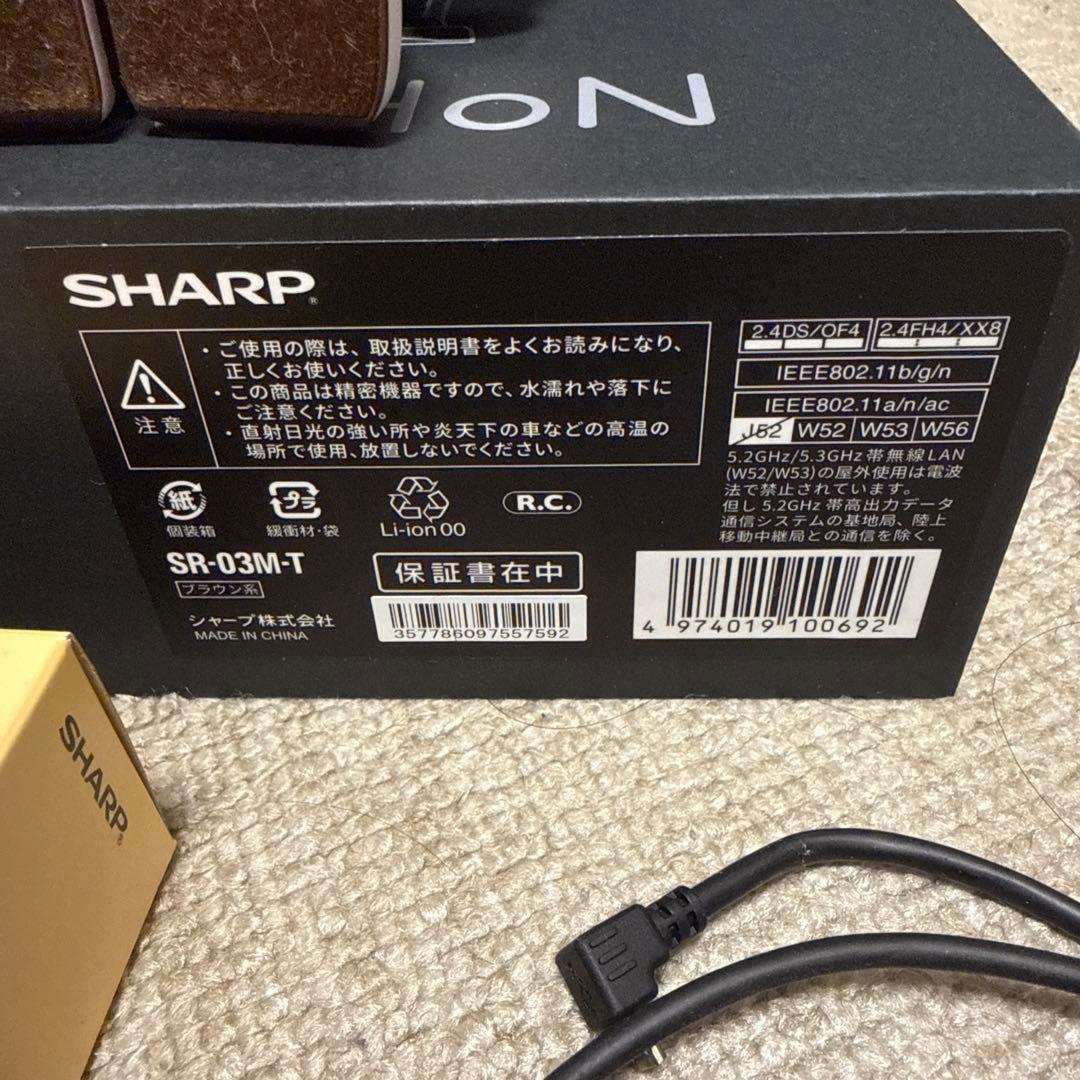 HON
SHARP®
注意
・ご使用の際は、取扱説明書をよくお読みになり、
正しくお使いください。
・この商品は精密機器ですので、水濡れや落下に
ご注意ください。
・直射日光の強い所や炎天下の車などの高温の
場所で使用、放置しないでください。
2.4DS/OF4 2.4FH4/XX8
IEEE802.11b/g/n
IEEE802.11a/n/ac
J52 W52 W53 W56
5.2GHz/5.3GHz帯無線LAN
(W52/W53)の屋外使用は電波
法で禁止されています。
但し5.2GHz帯高出力データ
通信システムの基地局、陸上
移動中継局との通信を除く。
紙
個装箱
プラ
緩衝材・袋
Li-ion 00
R.C.
SR-03M-T
ブラウン系
保証書在中
シャープ株式会社
MADE IN CHINA
357786097557592
4 974019 100692
SHARP®